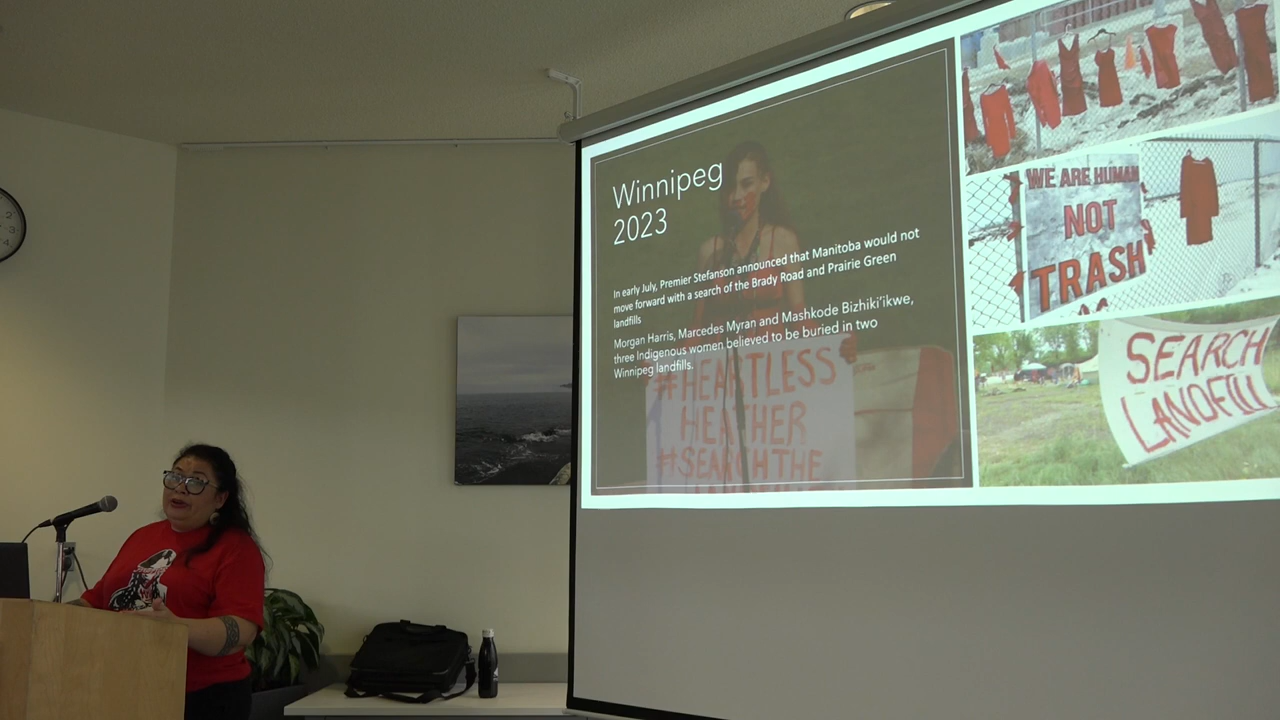 Winnipeg
2023
In early July, Premier Stefanson announced that Manitoba would not
move forward with a search of the Brady Road and Prairie Green
landfills
Morgan Harris, Marcedes Myran and Mashkode Bizhiki'ikwe,
three Indigenous women believed to be buried in two
Winnipeg landfills.
#HEARTLESS
HEATHER
#SEARCHTHE
WE ARE HUMAN
NOT
TRASH
SEARCH
LANDFILL